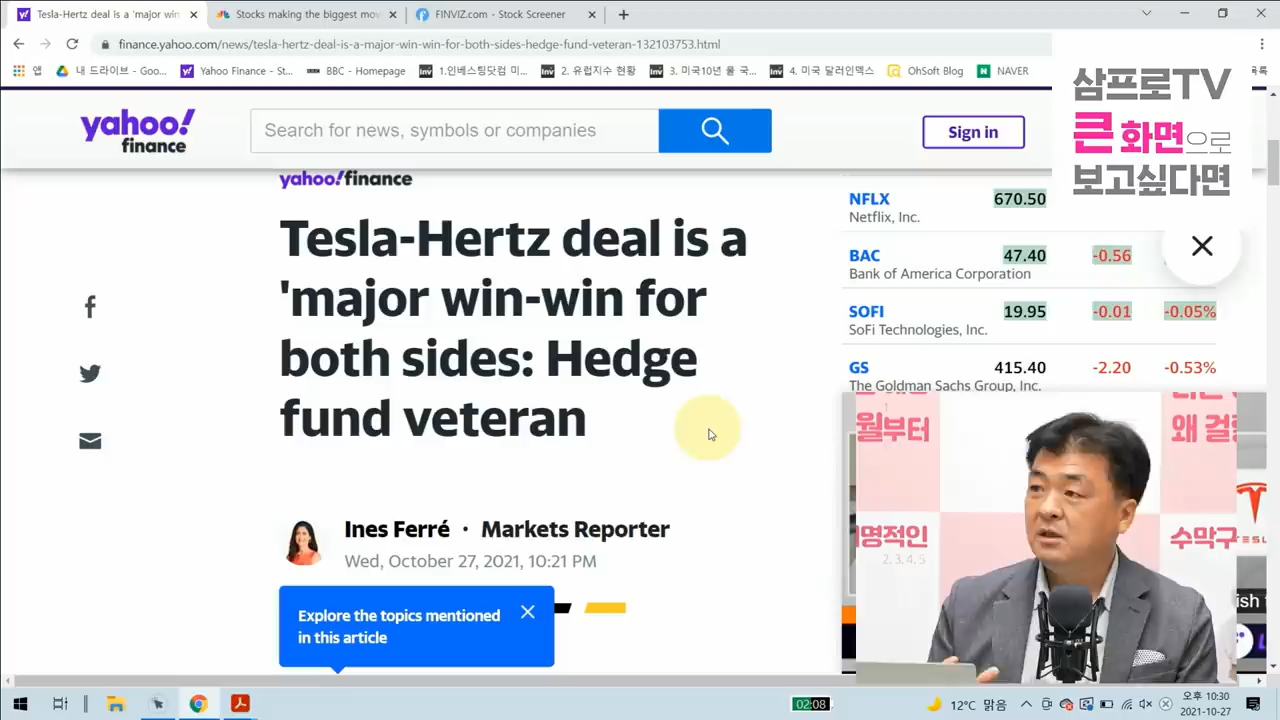 Tesla-Hertz deal is a 'major win
Stocks making the biggest mov
FINVIZ.com - Stock Screener
finance.yahoo.com/news/tesla-hertz-deal-is-a-major-win-win-for-both-sides-hedge-fund-veteran-132103753.html
앱
내 드라이브 - Goo...
Yahoo Finance - St...
BBC - Homepage
1.인베스팅닷컴 미...
2. 유럽지수 현황
3. 미국10년 물 국...
4. 미국 달러인덱스
OhSoft Blog
NAVER
삼프로TV
큰 화면으로
보고싶다면
yahoo!
finance
Search for news, symbols or companies
Sign in
yahoo!finance
Tesla-Hertz deal is a
'major win-win for
both sides: Hedge
fund veteran
Ines Ferré · Markets Reporter
Wed, October 27, 2021, 10:21 PM
Explore the topics mentioned
in this article
NFLX 670.50
Netflix, Inc.
BAC 47.40 -0.56
Bank of America Corporation
SOFI 19.95 -0.01 -0.05%
SoFi Technologies, Inc.
GS 415.40 -2.20 -0.53%
The Goldman Sachs Group, Inc.
월부터
왜 걸
명적인
2.3.4.5
수막구
02:08
12°C 맑음
오후 10:30
2021-10-27